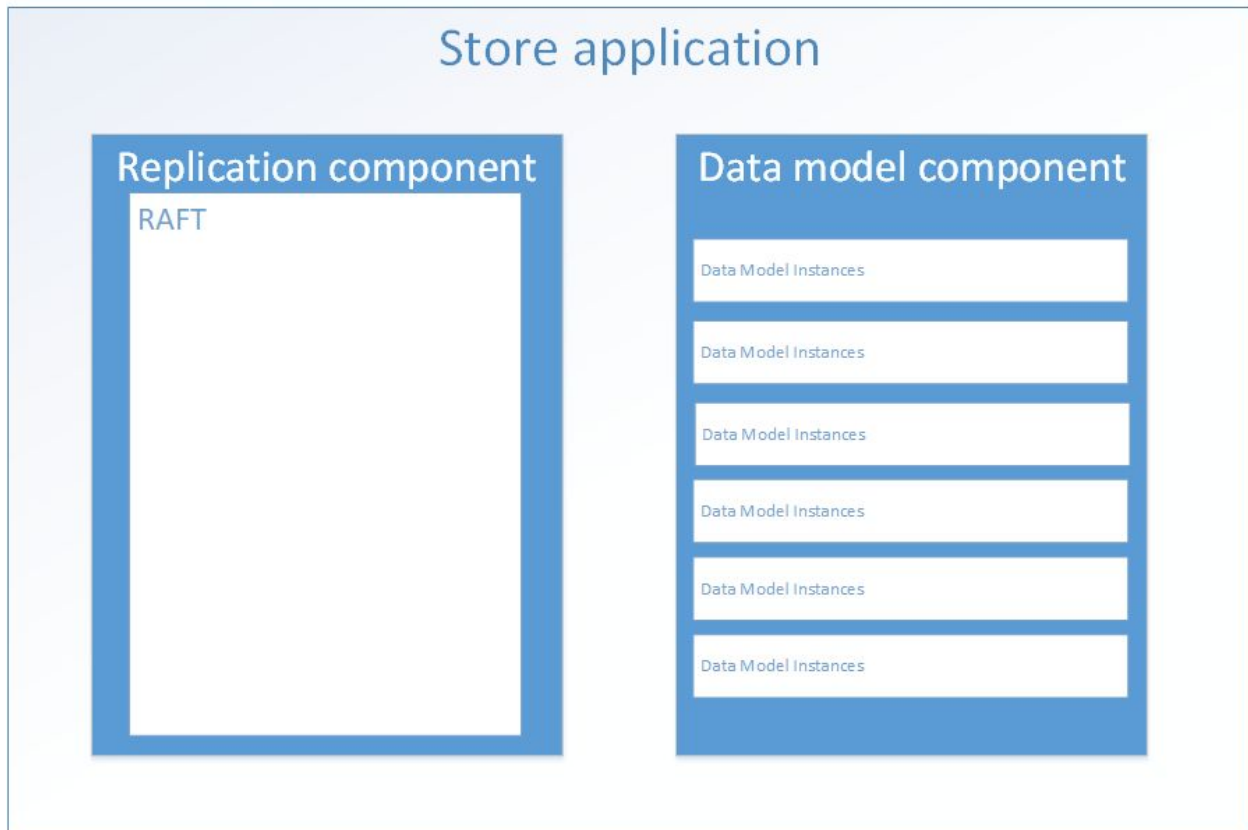 Store application
Replication component
RAFT
Data model component
Data Model Instances
Data Model Instances
Data Model Instances
Data Model Instances
Data Model Instances
Data Model Instances